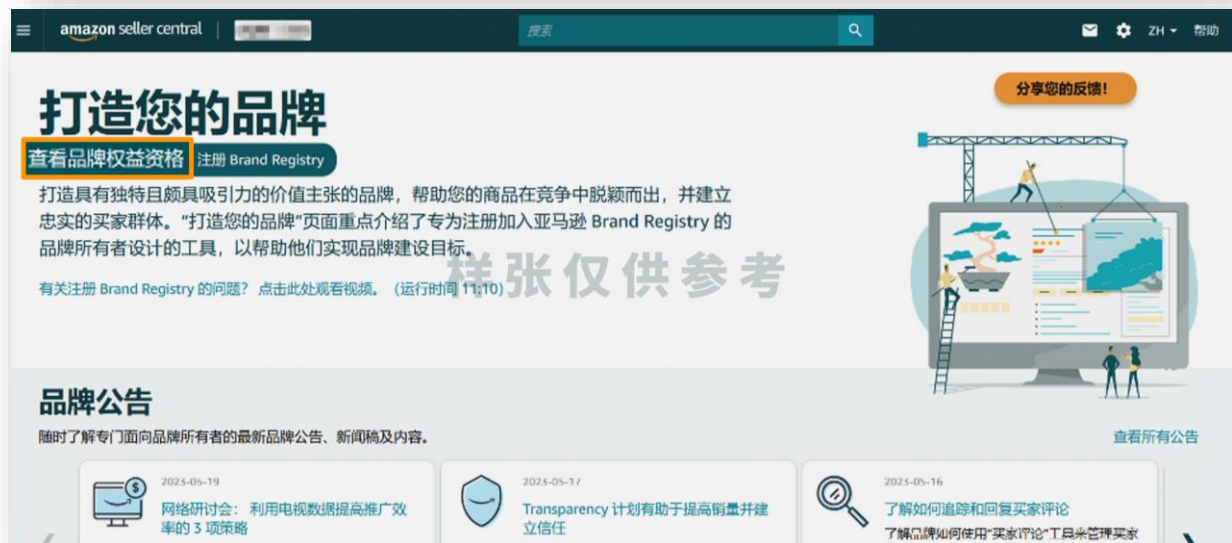 amazon seller central
搜索
ZH
帮助
打造您的品牌
分享您的反馈!
查看品牌权益资格 注册 Brand Registry
打造具有独特且颇具吸引力的价值主张的品牌，帮助您的商品在竞争中脱颖而出，并建立
忠实的买家群体。“打造您的品牌”页面重点介绍了专为注册加入亚马逊 Brand Registry 的
品牌所有者设计的工具，以帮助他们实现品牌建设目标。
样张仅供参考
有关注册 Brand Registry 的问题？ 点击此处观看视频。（运行时间 11:10）
品牌公告
随时了解专门面向品牌所有者的最新品牌公告、新闻稿及内容。
查看所有公告
2023-05-19
网络研讨会： 利用电视数据提高推广效
率的 3 项策略
2023-05-17
Transparency 计划有助于提高销量并建
立信任
2023-05-16
了解如何追踪和回复买家评论
了解品牌如何使用“买家评论”工具来管理买家